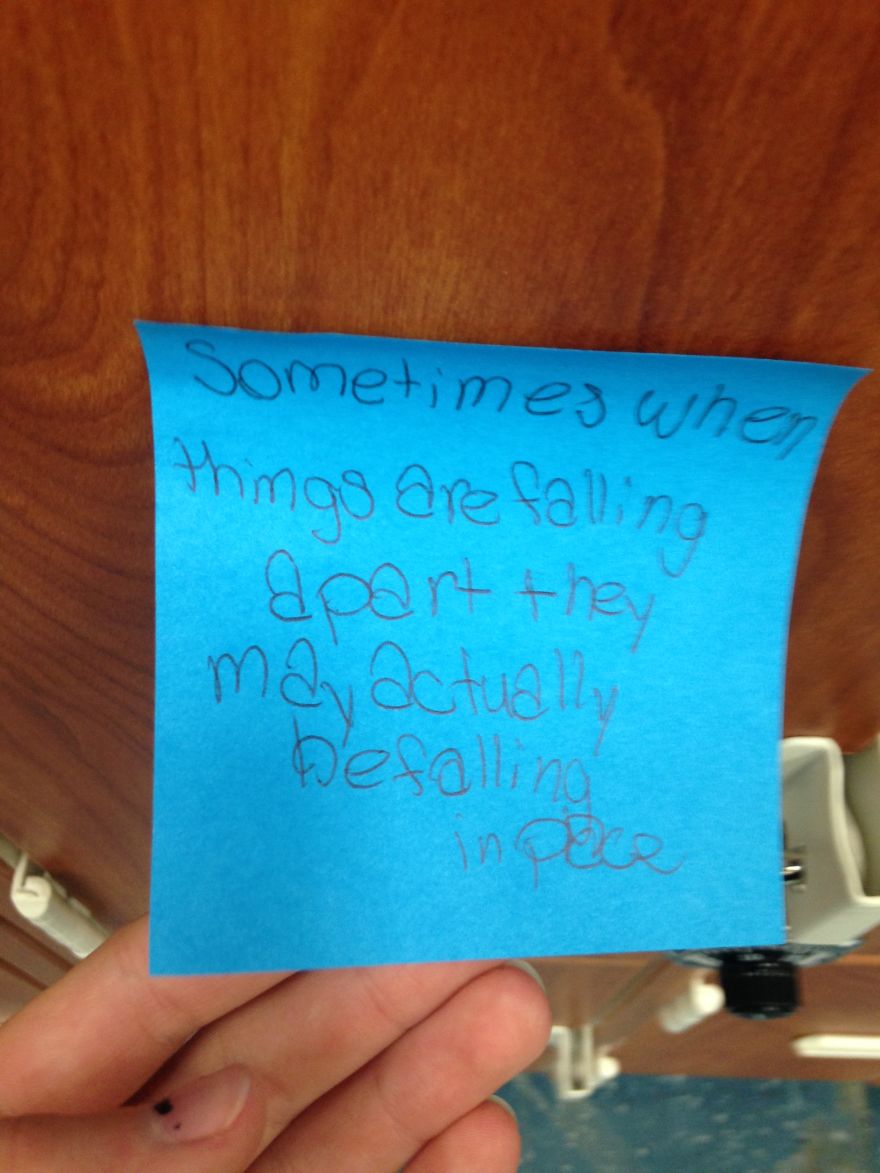 Sometimes when
things are falling
apart they
may actually
be falling
in place